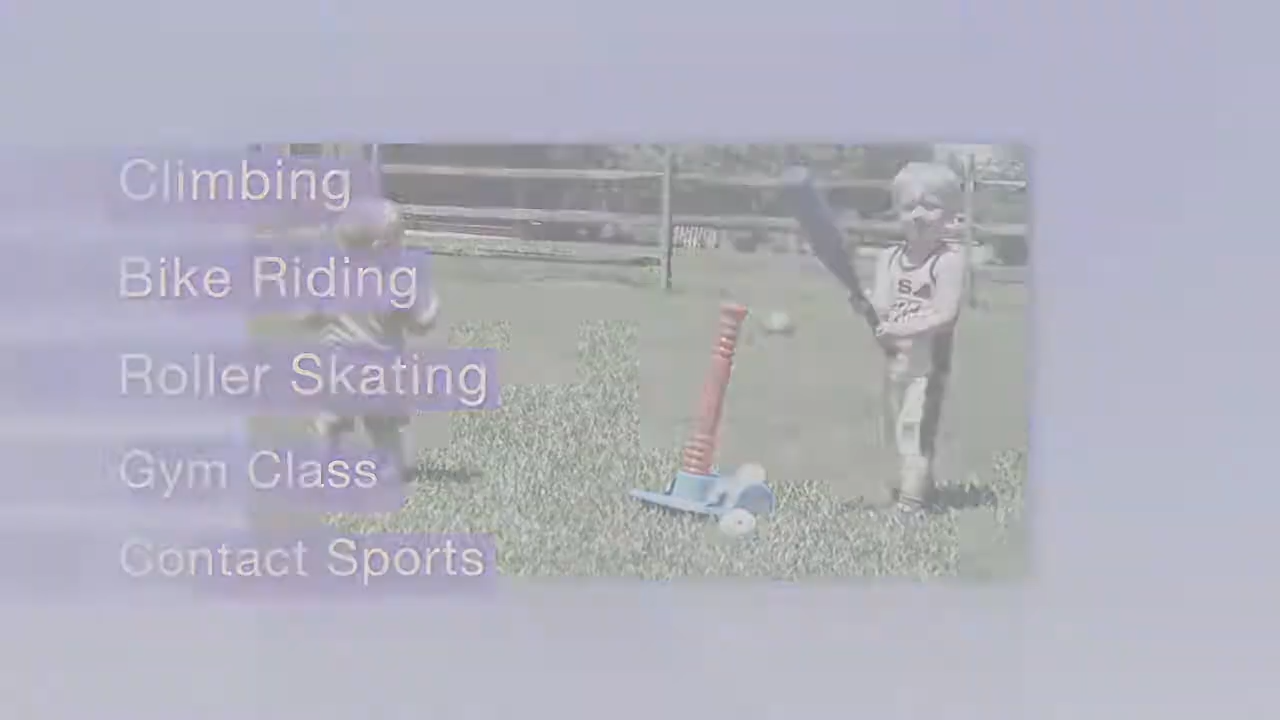 Climbing
Bike Riding
Roller Skating
Gym Class
Contact Sports